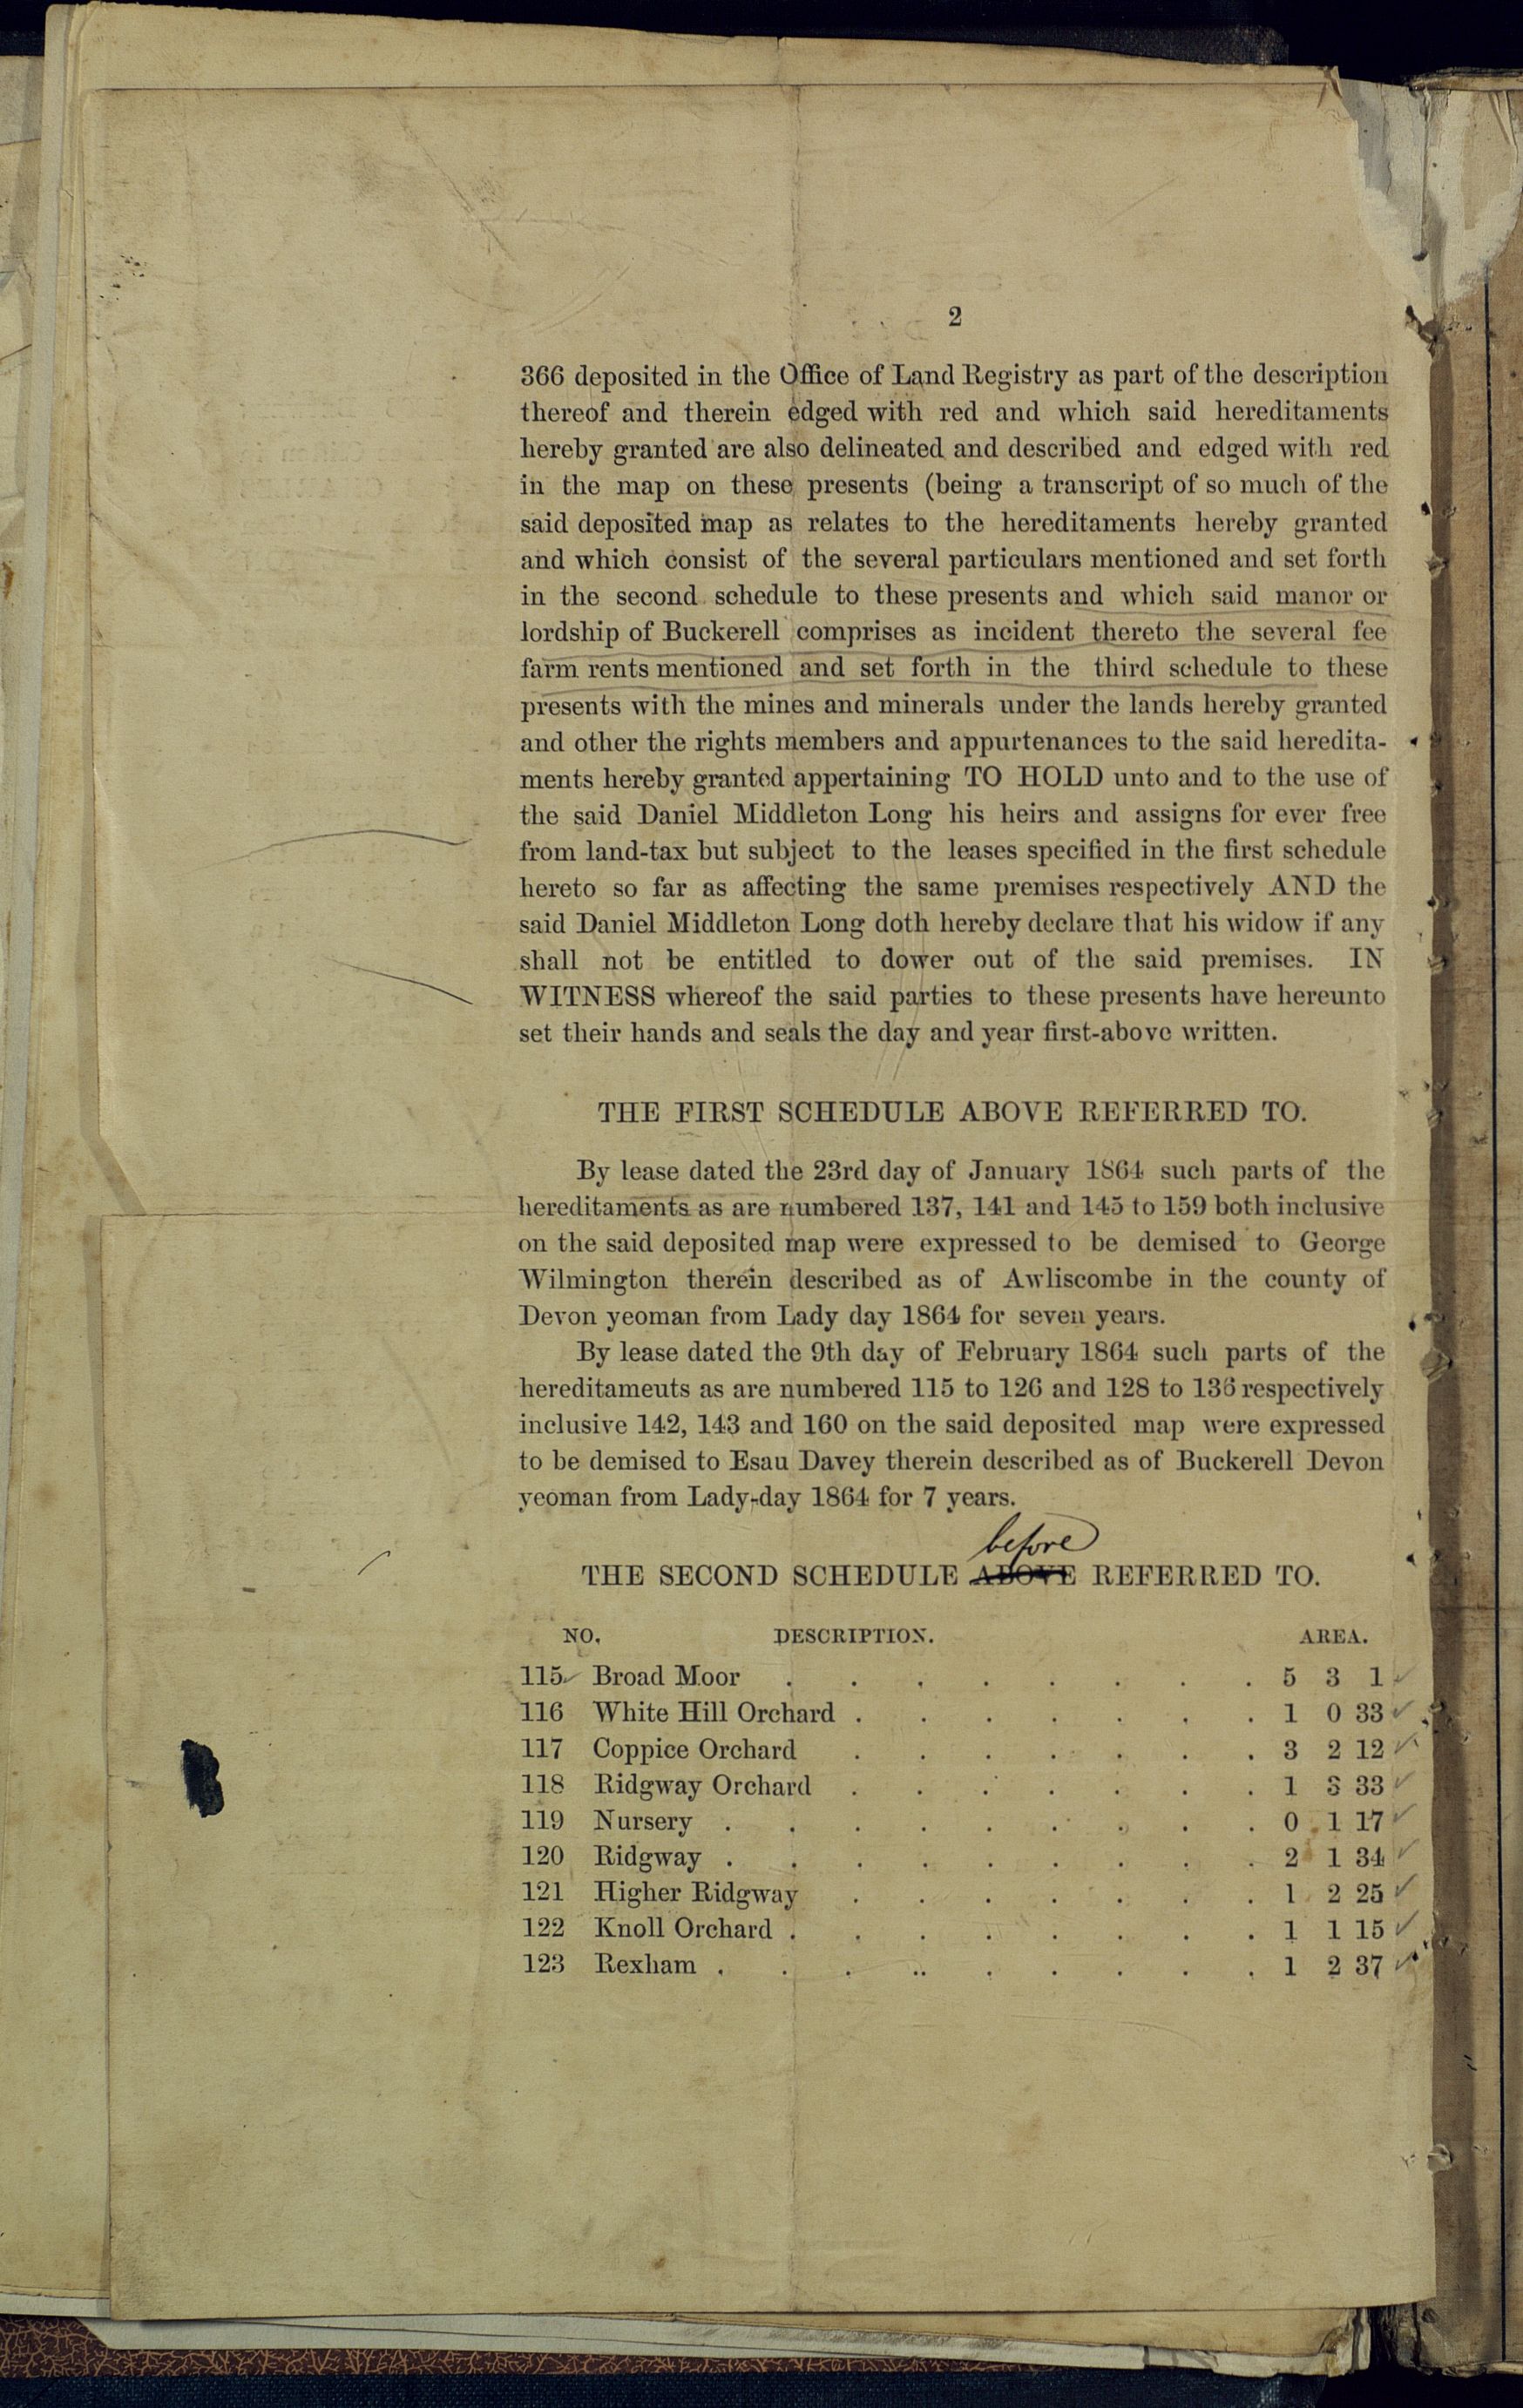 2
366 deposited in the Office of Land Registry as part of the description
thereof and therein edged with red and which said hereditaments
hereby granted are also delineated and described and edged with red
in the map on these presents (being a transcript of so much of the
said deposited map as relates to the hereditaments hereby granted
and which consist of the several particulars mentioned and set forth
in the second schedule to these presents and which said manor or
lordship of Buckerell comprises as incident thereto the several fee
farm rents mentioned and set forth in the third schedule to these
presents with the mines and minerals under the lands hereby granted
and other the rights members and appurtenances to the said heredita-
ments hereby granted appertaining TO HOLD unto and to the use of
the said Daniel Middleton Long his heirs and assigns for ever free
from land-tax but subject to the leases specified in the first schedule
hereto so far as affecting the same premises respectively AND the
said Daniel Middleton Long doth hereby declare that his widow if any
shall not be entitled to dower out of the said premises. IN
WITNESS whereof the said parties to these presents have hereunto
set their hands and seals the day and year first-above written.
THE FIRST SCHEDULE ABOVE REFERRED TO.
By lease dated the 23rd day of January 1864 such parts of the
hereditaments as are numbered 137, 141 and 145 to 159 both inclusive
on the said deposited map were expressed to be demised to George
Wilmington therein described as of Awliscombe in the county of
Devon yeoman from Lady day 1864 for seven years.
By lease dated the 9th day of February 1864 such parts of the
hereditameuts as are numbered 115 to 126 and 128 to 136 respectively
inclusive 142, 143 and 160 on the said deposited map were expressed
to be demised to Esau Davey therein described as of Buckerell Devon
yeoman from Lady-day 1864 for 7 years.
before
THE SECOND SCHEDULE ABOVE REFERRED TO.
NO. DESCRIPTION. AREA.
115 Broad Moor . . . . . . . . 5 3 1
116 White Hill Orchard . . . . . . . 1 0 33
117 Coppice Orchard . . . . . . . 3 2 12
118 Ridgway Orchard . . . . . . . 1 3 33
119 Nursery . . . . . . . . . 0 1 17
120 Ridgway . . . . . . . . . 2 1 34
121 Higher Ridgway . . . . . . . 1 2 25
122 Knoll Orchard . . . . . . . . 1 1 15
123 Rexham . . . .. . . . . . 1 2 37